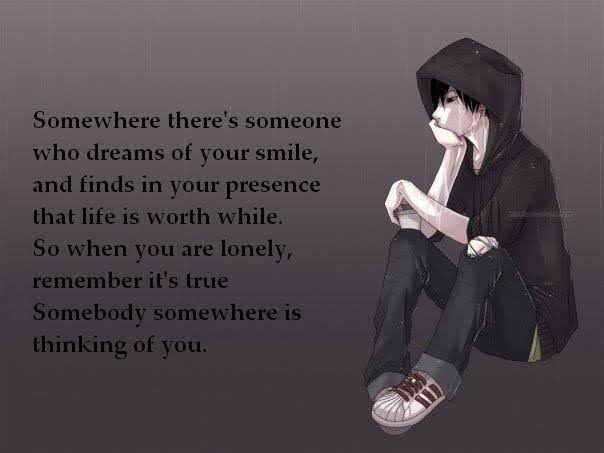 Somewhere there's someone
who dreams of your smile,
and finds in your presence
that life is worth while.
So when you are lonely,
remember it's true
Somebody somewhere is
thinking of you.